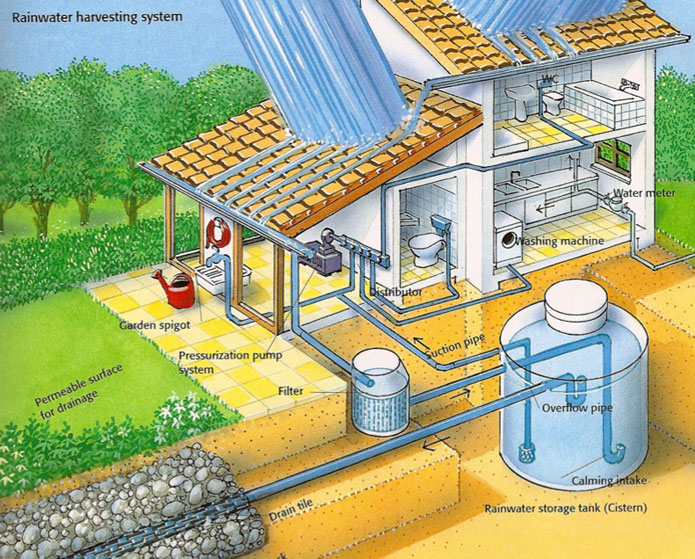 Rainwater harvesting system
WC
Water meter
Washing machine
Distributor
Garden spigot
Suction pipe
Pressurization pump
system
Permeable surface
for drainage
Filter
Overflow pipe
Calming intake
Rainwater storage tank (Cistern)
Drain tile